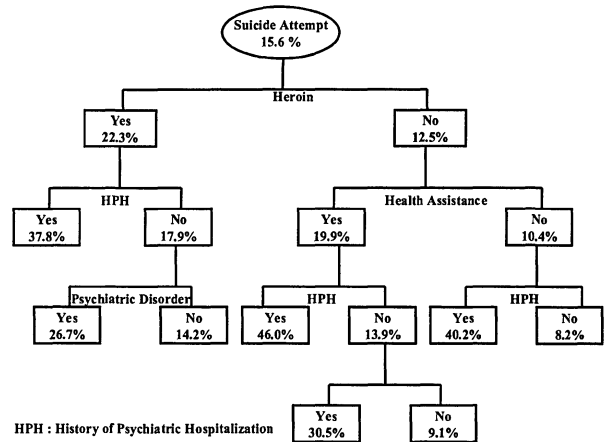 Suicide Attempt
15.6 %
Heroin
Yes
22.3%
No
12.5%
HPH
Health Assistance
Yes
37.8%
No
17.9%
Yes
19.9%
No
10.4%
Psychiatric Disorder
HPH
HPH
Yes
26.7%
No
14.2%
Yes
46.0%
No
13.9%
Yes
40.2%
No
8.2%
Yes
30.5%
No
9.1%
HPH : History of Psychiatric Hospitalization